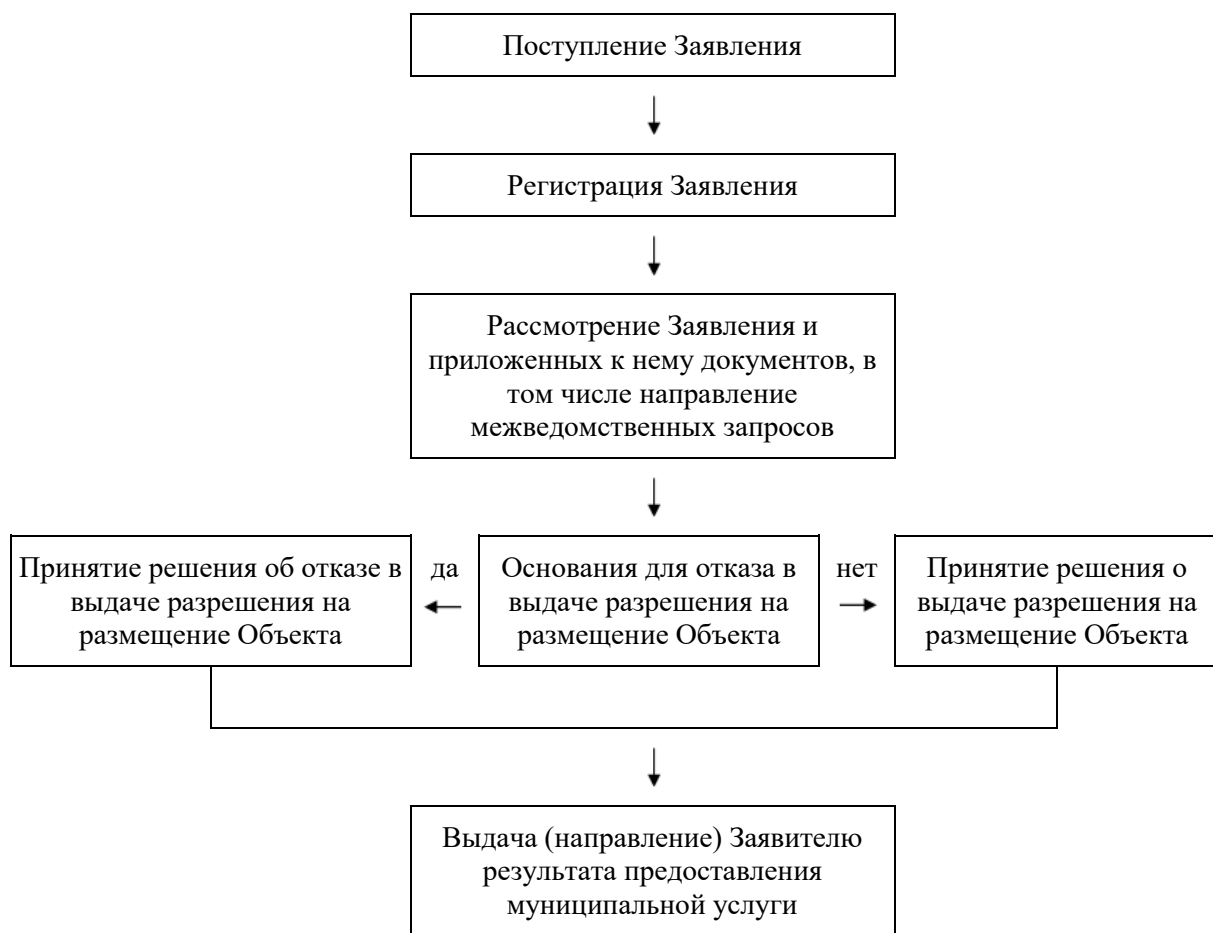 Поступление Заявления
Регистрация Заявления
Рассмотрение Заявления и
приложенных к нему документов, в
том числе направление
межведомственных запросов
Принятие решения об отказе в
выдаче разрешения на
размещение Объекта
да
Основания для отказа в
выдаче разрешения на
размещение Объекта
нет
Принятие решения о
выдаче разрешения на
размещение Объекта
Выдача (направление) Заявителю
результата предоставления
муниципальной услуги